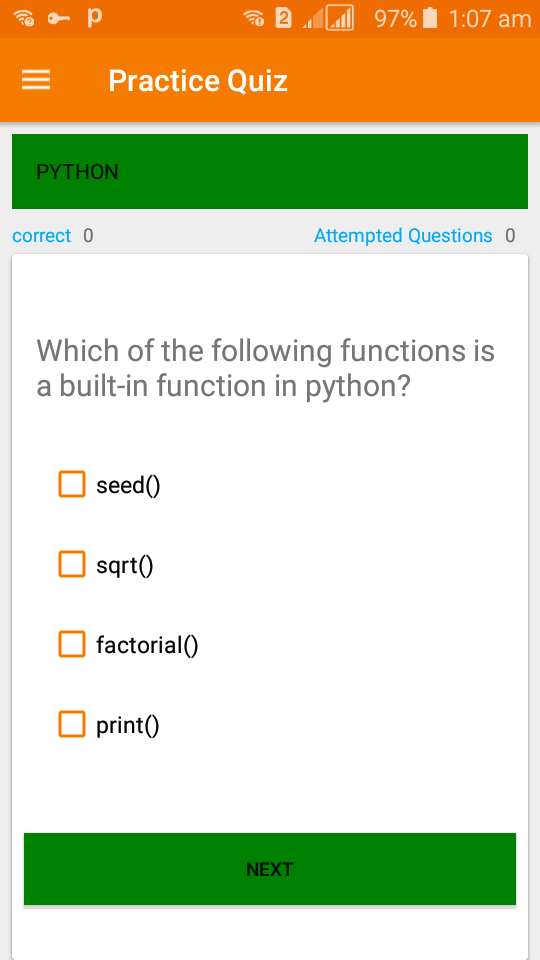 p 2 97% 1:07 am
Practice Quiz
PYTHON
correct 0 Attempted Questions 0
Which of the following functions is
a built-in function in python?
seed()
sqrt()
factorial()
print()
NEXT